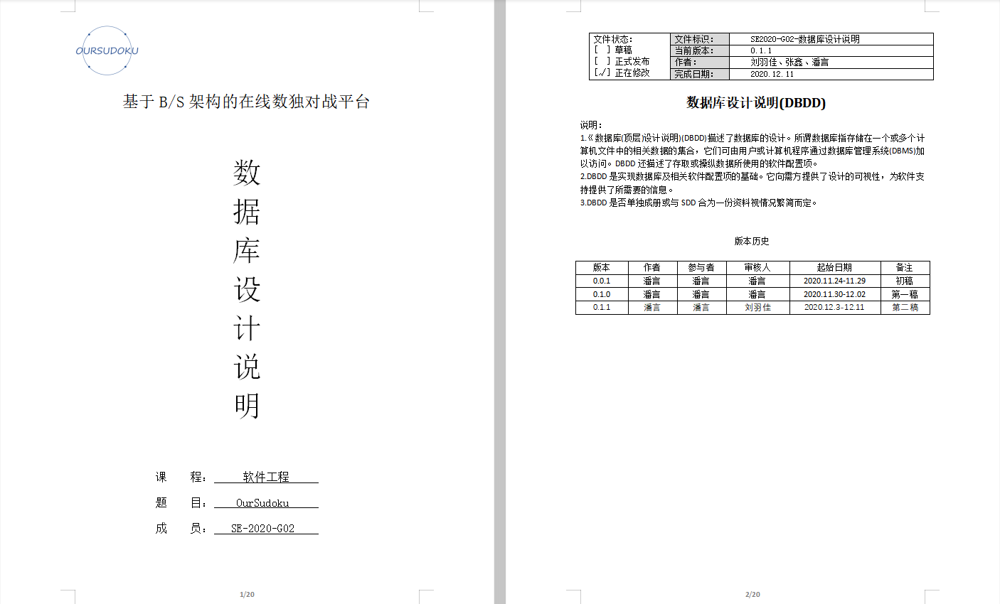 OURSUDOKU
基于 B/S 架构的在线数独对战平台
数
据
库
设
计
说
明
课 程： 软件工程
题 目： OurSudoku
成 员： SE-2020-G02
1/20
文件状态：
[ ] 草稿
[ ] 正式发布
[√] 正在修改
文件标识： SE2020-G02-数据库设计说明
当前版本： 0.1.1
作者： 刘羽佳、张鑫、潘言
完成日期： 2020.12.11
数据库设计说明(DBDD)
说明：
1.《数据库(顶层)设计说明)(DBDD)描述了数据库的设计。所谓数据库指存储在一个或多个计
算机文件中的相关数据的集合，它们可由用户或计算机程序通过数据库管理系统(DBMS)加
以访问。DBDD 还描述了存取或操纵数据所使用的软件配置项。
2.DBDD 是实现数据库及相关软件配置项的基础。它向需方提供了设计的可视性，为软件支
持提供了所需要的信息。
3.DBDD 是否单独成册或与 SDD 合为一份资料视情况繁简而定。
版本历史
版本 作者 参与者 审核人 起始日期 备注
0.0.1 潘言 潘言 潘言 2020.11.24-11.29 初稿
0.1.0 潘言 潘言 潘言 2020.11.30-12.02 第一稿
0.1.1 潘言 潘言 刘羽佳 2020.12.3-12.11 第二稿
2/20